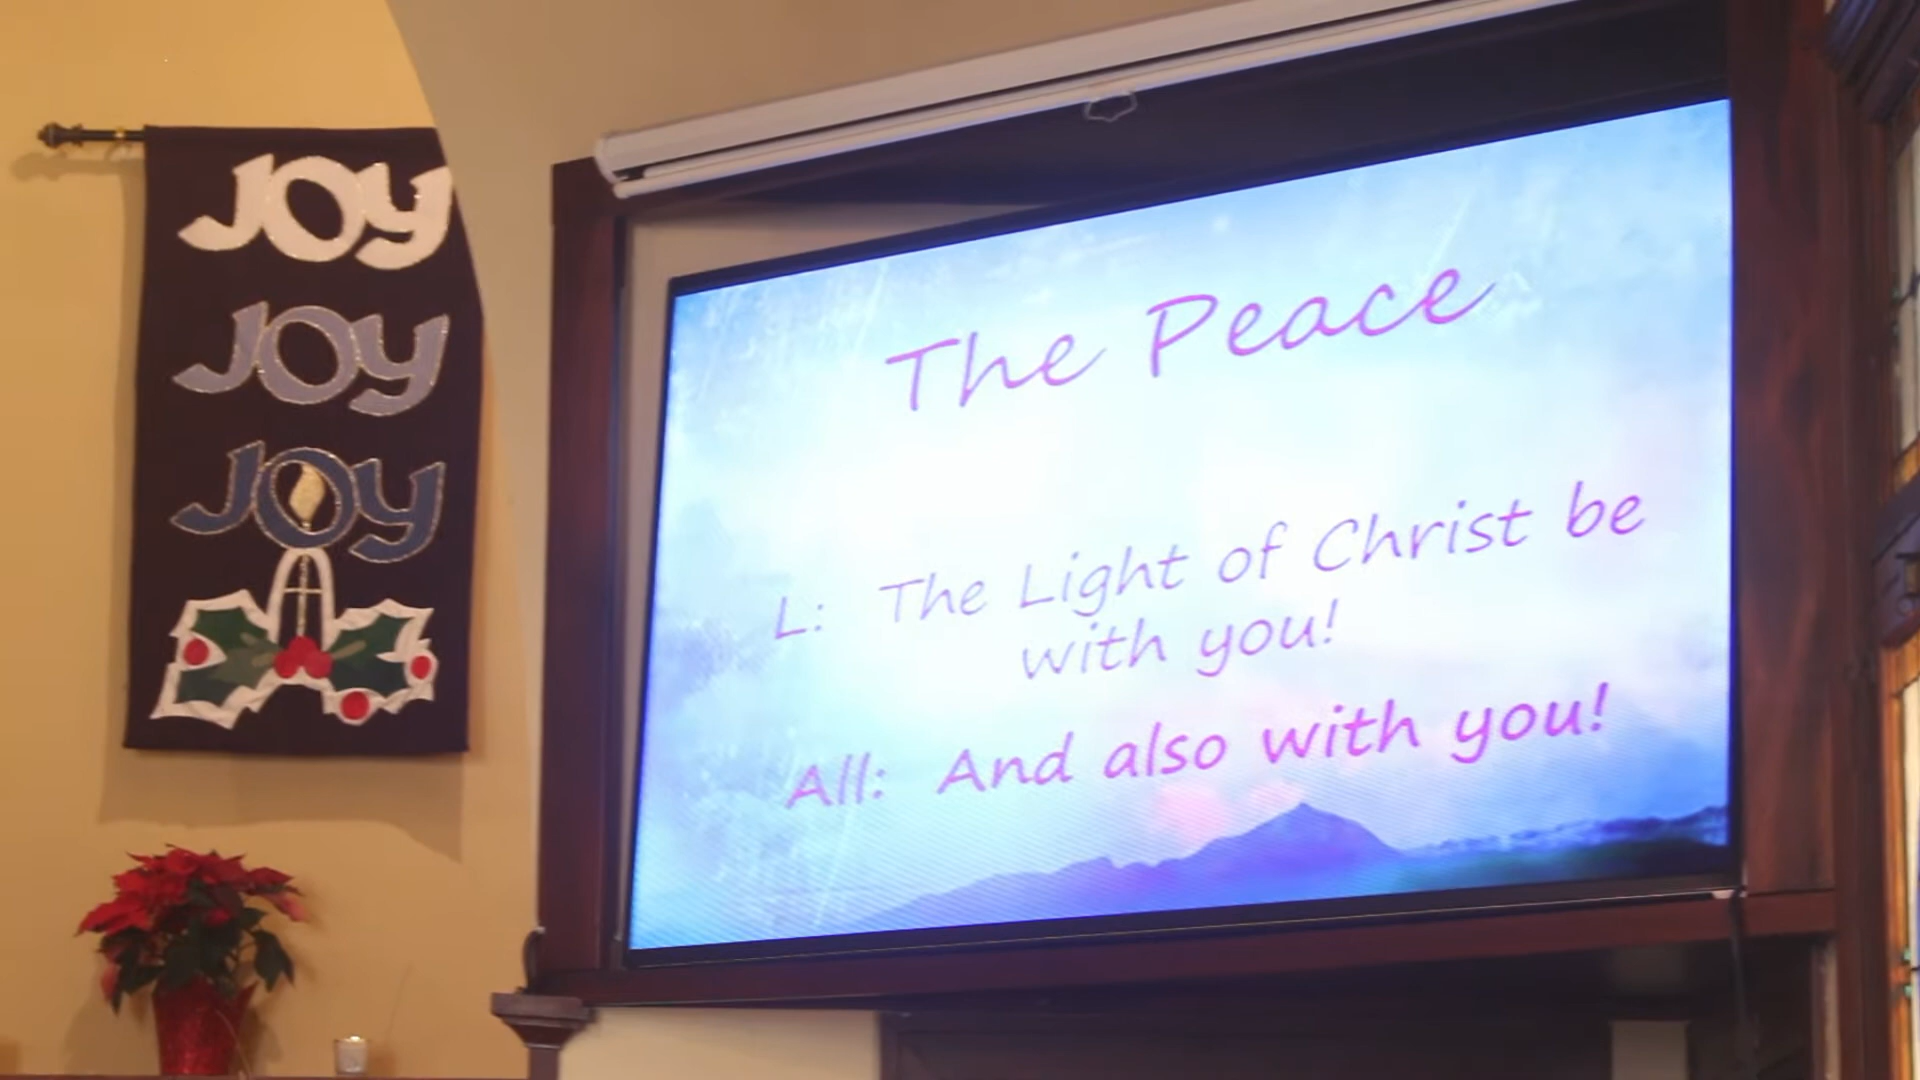 JOY
JOY
JOY
The Peace
L: The Light of Christ be
with you!
All: And also with you!